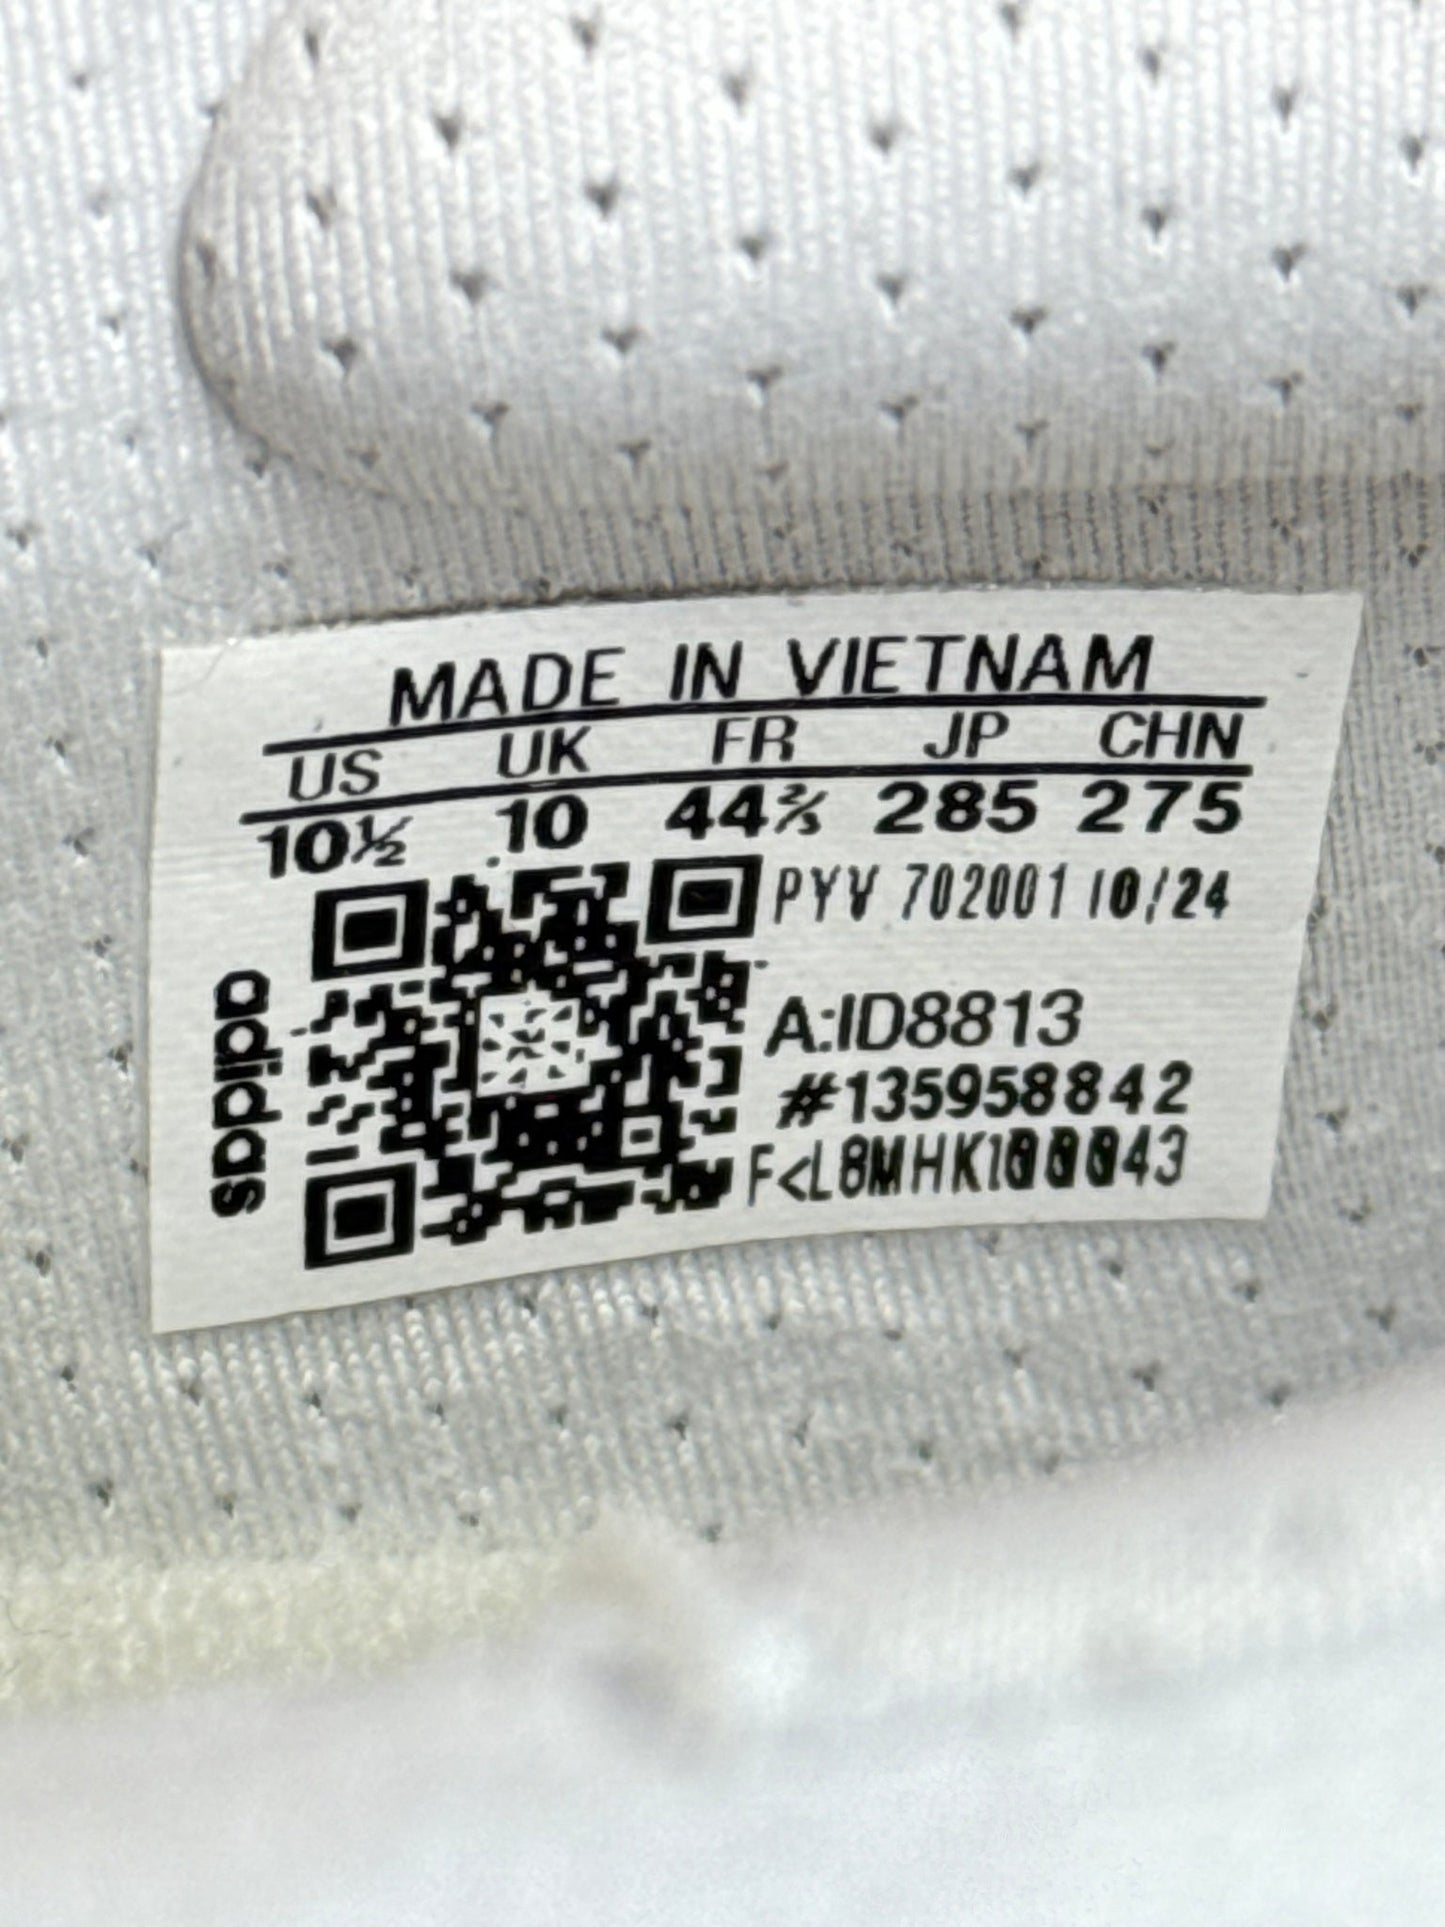 MADE IN VIETNAM
US UK FR JP CHN
10½ 10 44⅔ 285 275
PYV 702001 10/24
A:ID8813
#135958842
F<L8MHK100043
adidas